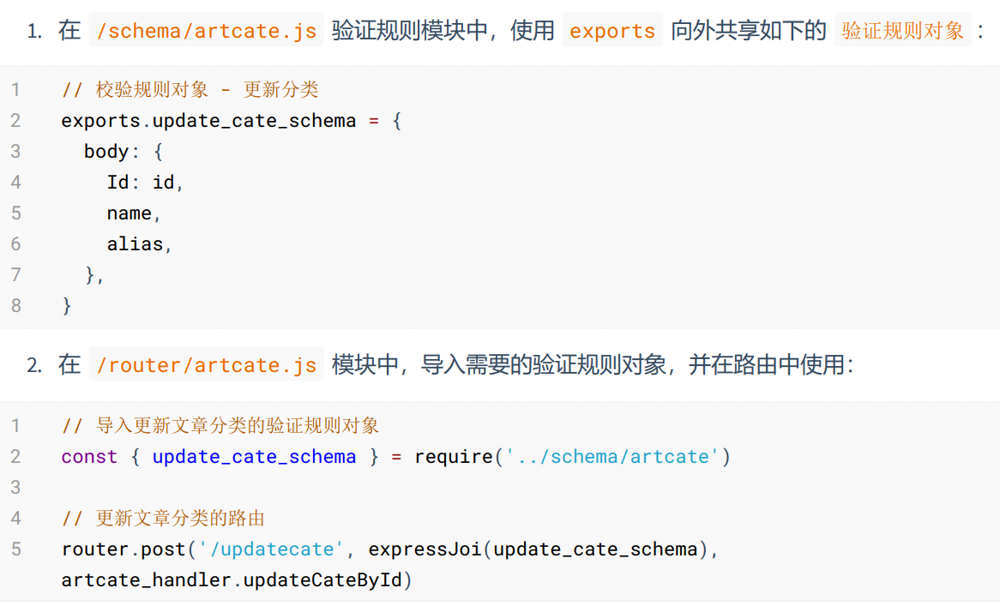 1. 在 /schema/artcate.js 验证规则模块中，使用 exports 向外共享如下的 验证规则对象 ：
1 // 校验规则对象 - 更新分类
2 exports.update_cate_schema = {
3 body: {
4 Id: id,
5 name,
6 alias,
7 },
8 }
2. 在 /router/artcate.js 模块中，导入需要的验证规则对象，并在路由中使用：
1 // 导入更新文章分类的验证规则对象
2 const { update_cate_schema } = require('../schema/artcate')
3
4 // 更新文章分类的路由
5 router.post('/updatecate', expressJoi(update_cate_schema),
artcate_handler.updateCateById)